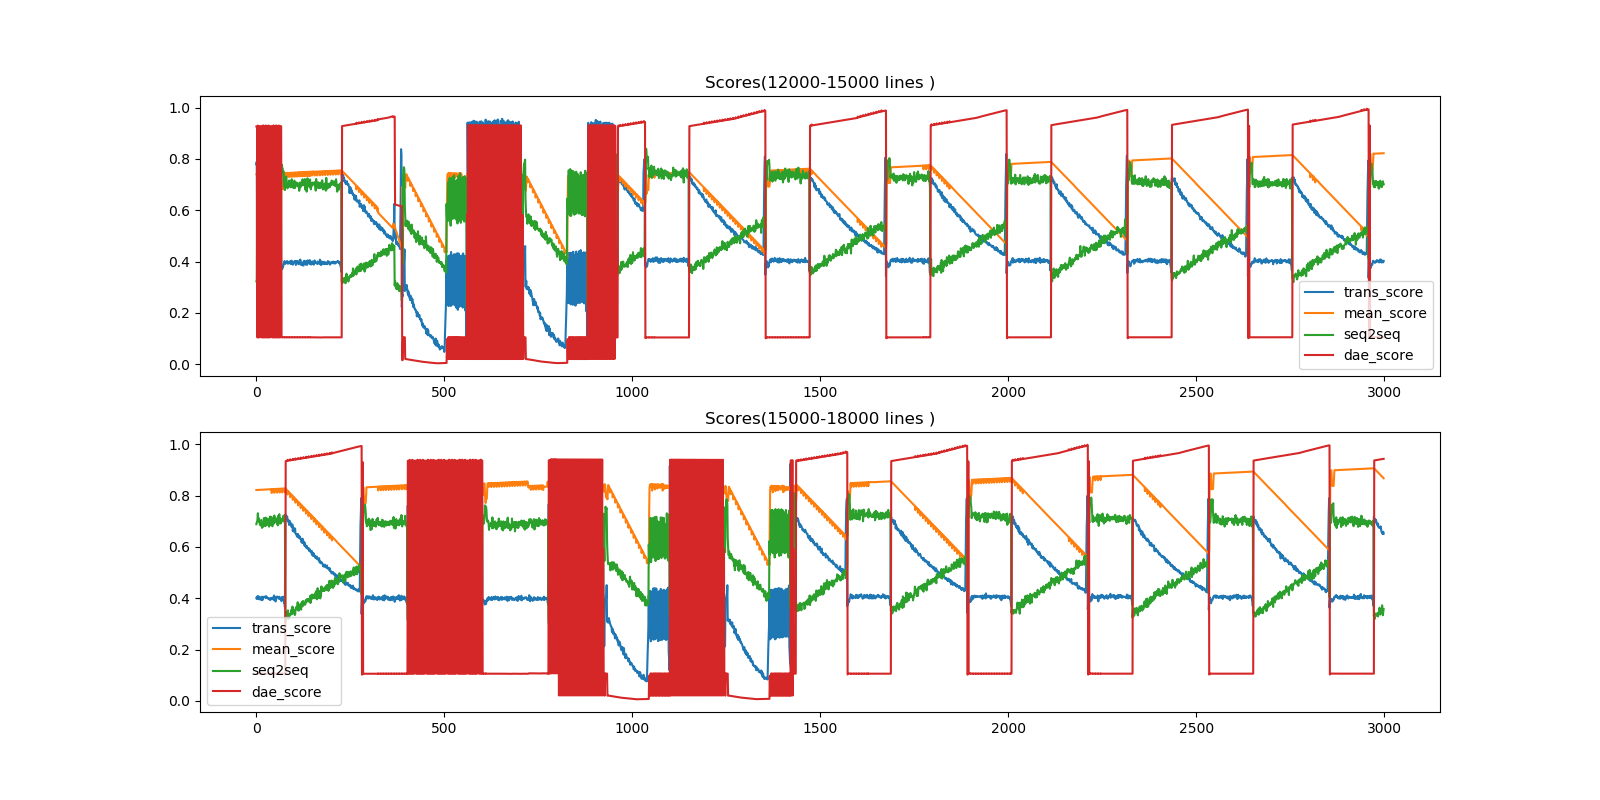 Scores(12000-15000 lines )
1.0
0.8
0.6
0.4
0.2
0.0
0 500 1000 1500 2000 2500 3000
trans_score
mean_score
seq2seq
dae_score
Scores(15000-18000 lines )
1.0
0.8
0.6
0.4
0.2
0.0
0 500 1000 1500 2000 2500 3000
trans_score
mean_score
seq2seq
dae_score